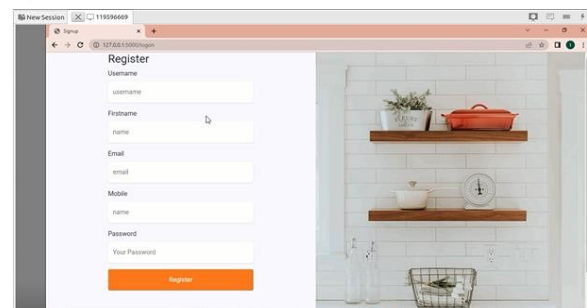 New Session
119596669
Signup
127.0.0.1:5000/logon
Register
Username
username
Firstname
name
Email
email
Mobile
name
Password
Your Password
Register